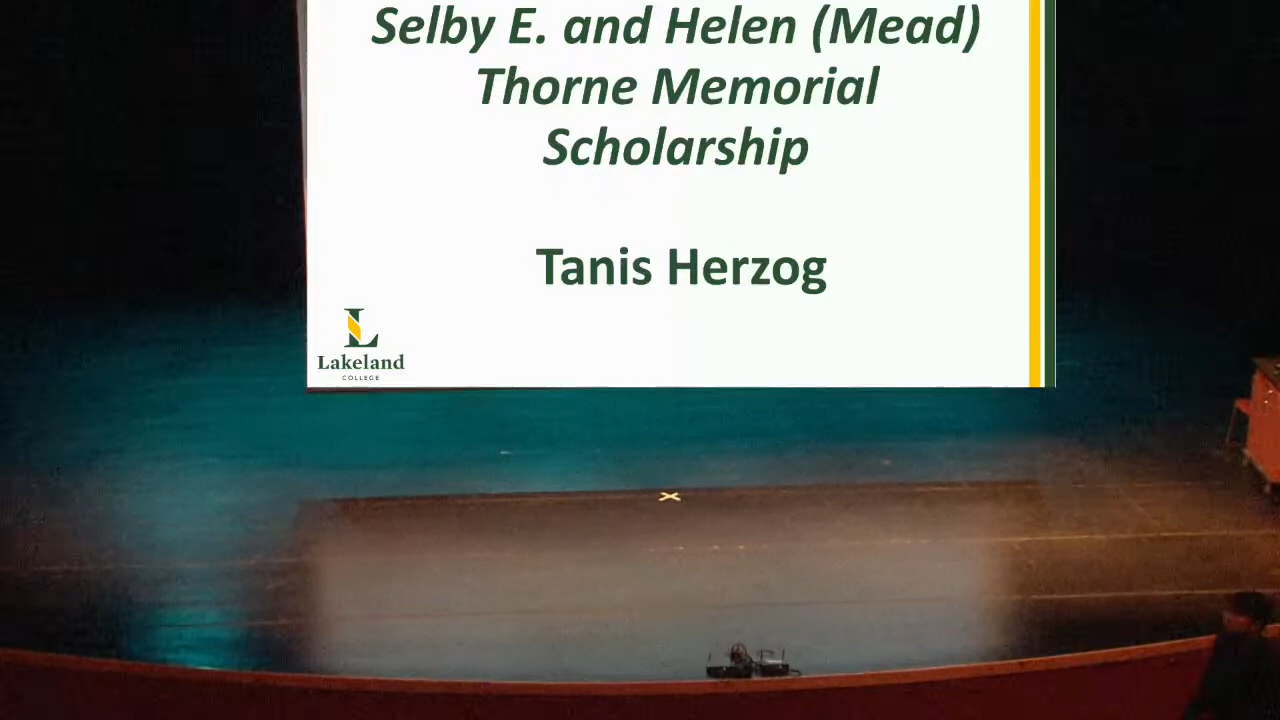 Selby E. and Helen (Mead)
Thorne Memorial
Scholarship
Tanis Herzog
Lakeland
COLLEGE